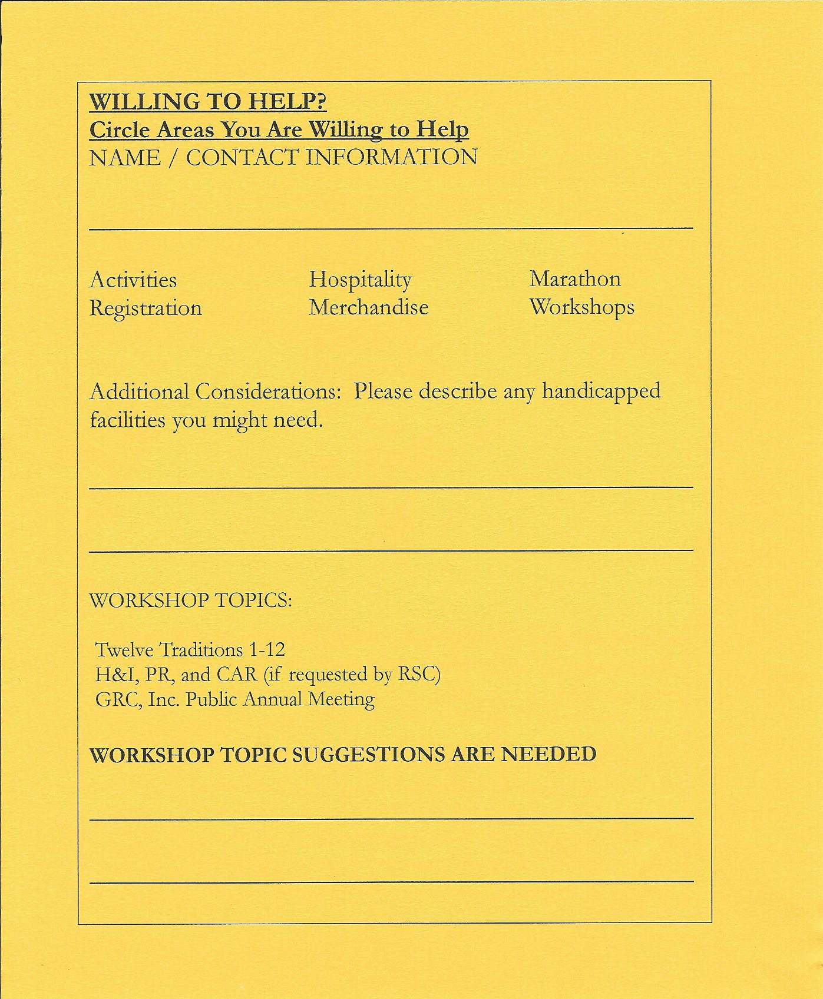 WILLING TO HELP?
Circle Areas You Are Willing to Help
NAME / CONTACT INFORMATION
Activities Hospitality Marathon
Registration Merchandise Workshops
Additional Considerations: Please describe any handicapped
facilities you might need.
WORKSHOP TOPICS:
Twelve Traditions 1-12
H&I, PR, and CAR (if requested by RSC)
GRC, Inc. Public Annual Meeting
WORKSHOP TOPIC SUGGESTIONS ARE NEEDED